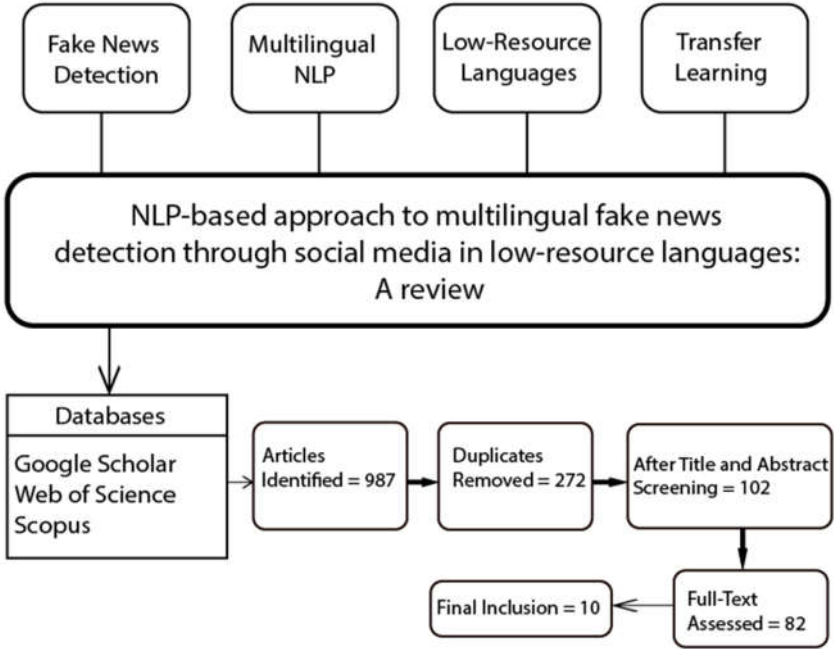 Fake News
Detection
Multilingual
NLP
Low-Resource
Languages
Transfer
Learning
NLP-based approach to multilingual fake news
detection through social media in low-resource languages:
A review
Databases
Google Scholar
Web of Science
Scopus
Articles
Identified = 987
Duplicates
Removed = 272
After Title and Abstract
Screening = 102
Full-Text
Assessed = 82
Final Inclusion = 10